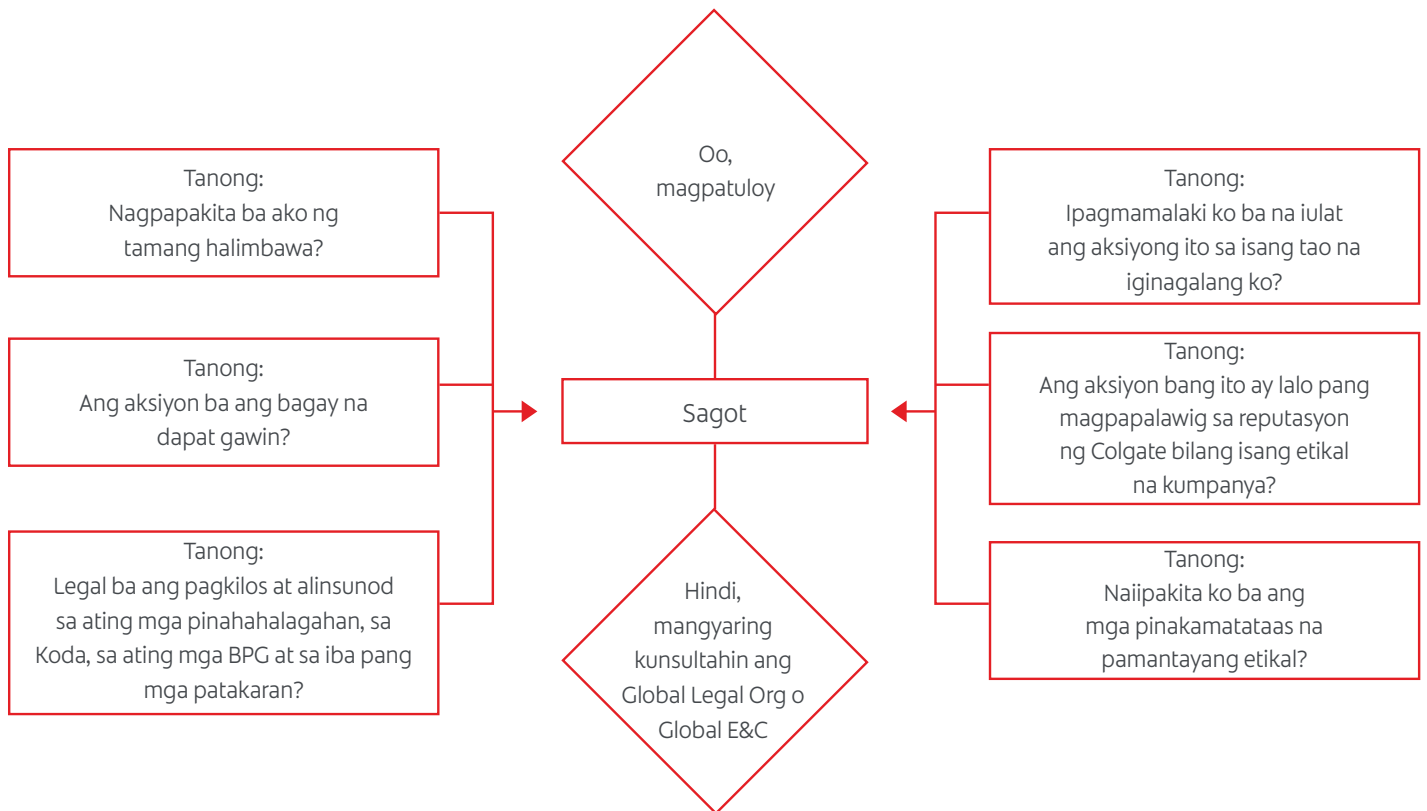 Tanong:
Nagpapakita ba ako ng
tamang halimbawa?
Tanong:
Ang aksiyon ba ang bagay na
dapat gawin?
Tanong:
Legal ba ang pagkilos at alinsunod
sa ating mga pinahahalagahan, sa
Koda, sa ating mga BPG at sa iba pang
mga patakaran?
Oo,
magpatuloy
Sagot
Hindi,
mangyaring
kunsultahin ang
Global Legal Org o
Global E&C
Tanong:
Ipagmamalaki ko ba na iulat
ang aksiyong ito sa isang tao na
iginagalang ko?
Tanong:
Ang aksiyon bang ito ay lalo pang
magpapalawig sa reputasyon
ng Colgate bilang isang etikal
na kumpanya?
Tanong:
Naiipakita ko ba ang
mga pinakamatataas na
pamantayang etikal?